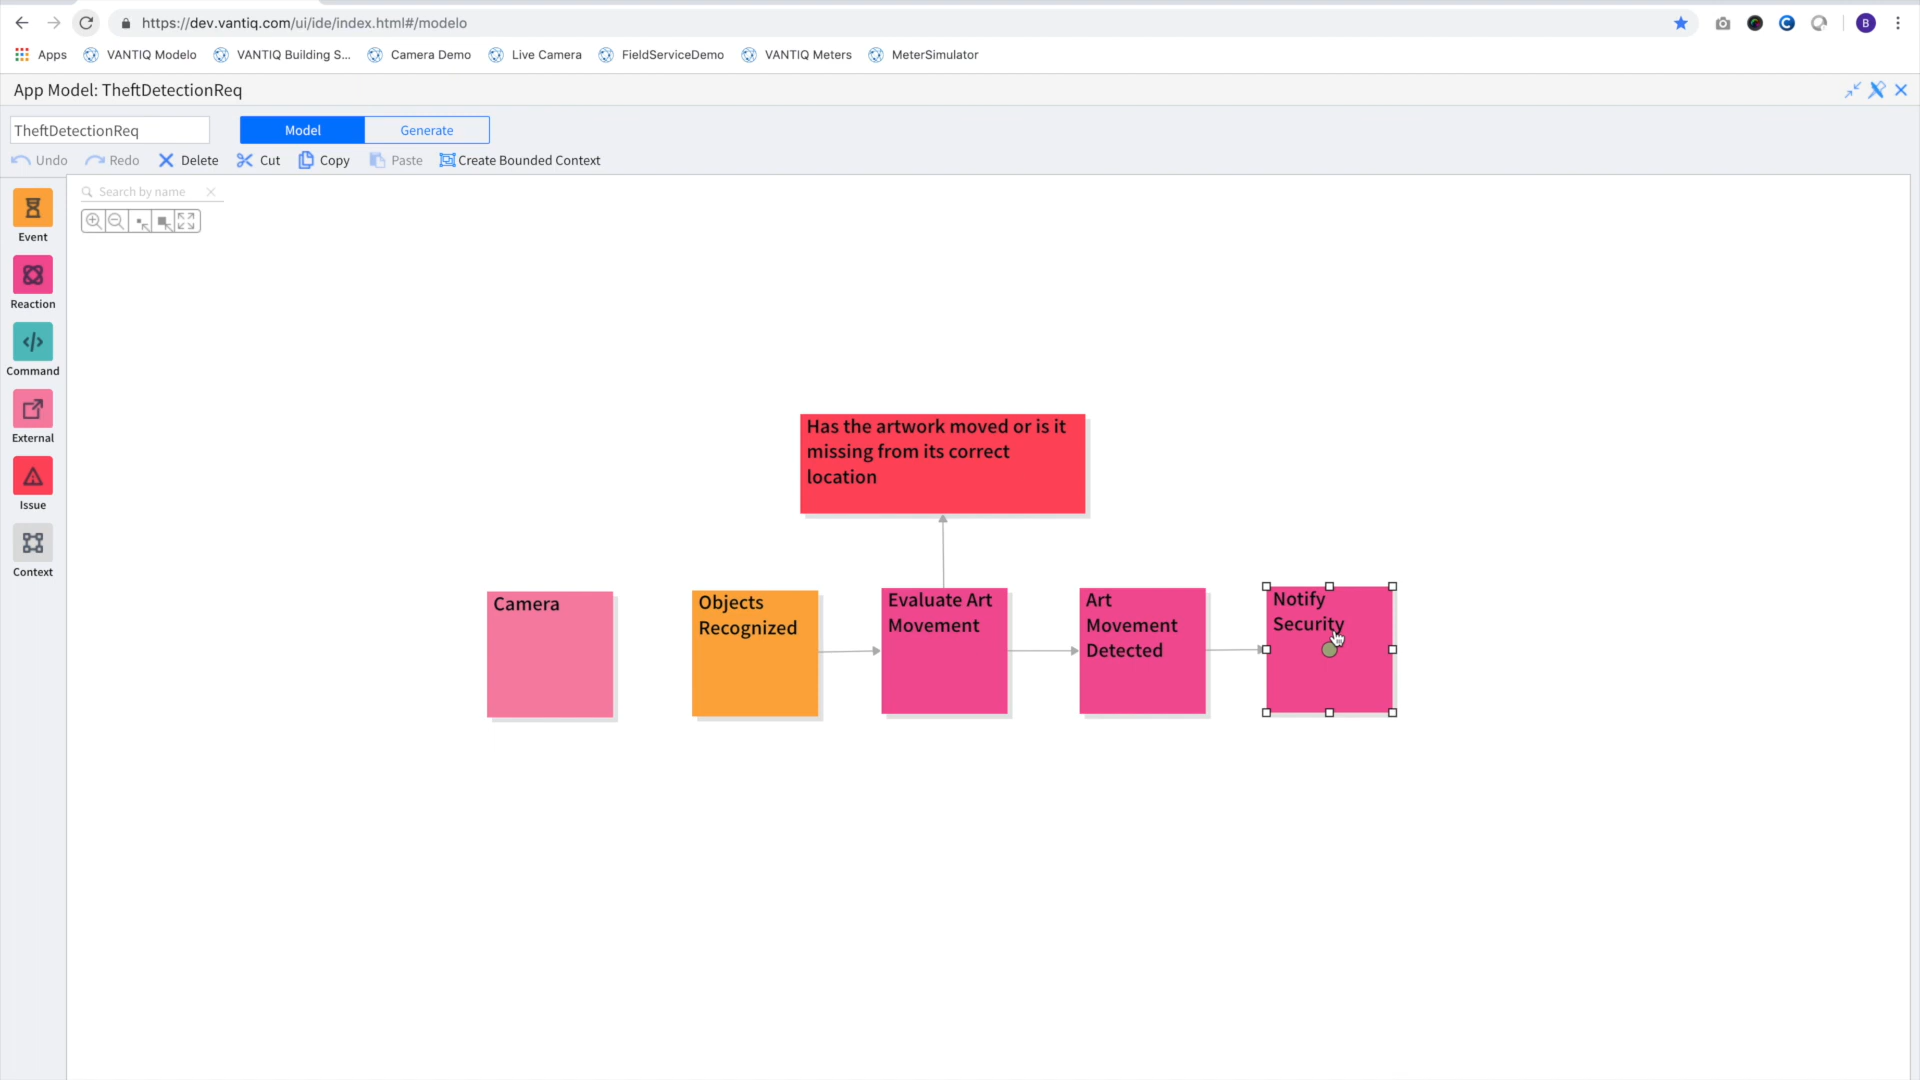 https://dev.vantiq.com/ui/ide/index.html#/modelo
B
Apps
VANTIQ Modelo
VANTIQ Building S...
Camera Demo
Live Camera
FieldServiceDemo
VANTIQ Meters
MeterSimulator
App Model: TheftDetectionReq
TheftDetectionReq
Model
Generate
Undo
Redo
Delete
Cut
Copy
Paste
Create Bounded Context
Search by name
Event
Reaction
Command
External
Issue
Context
Has the artwork moved or is it
missing from its correct
location
Camera
Objects
Recognized
Evaluate Art
Movement
Art
Movement
Detected
Notify
Security